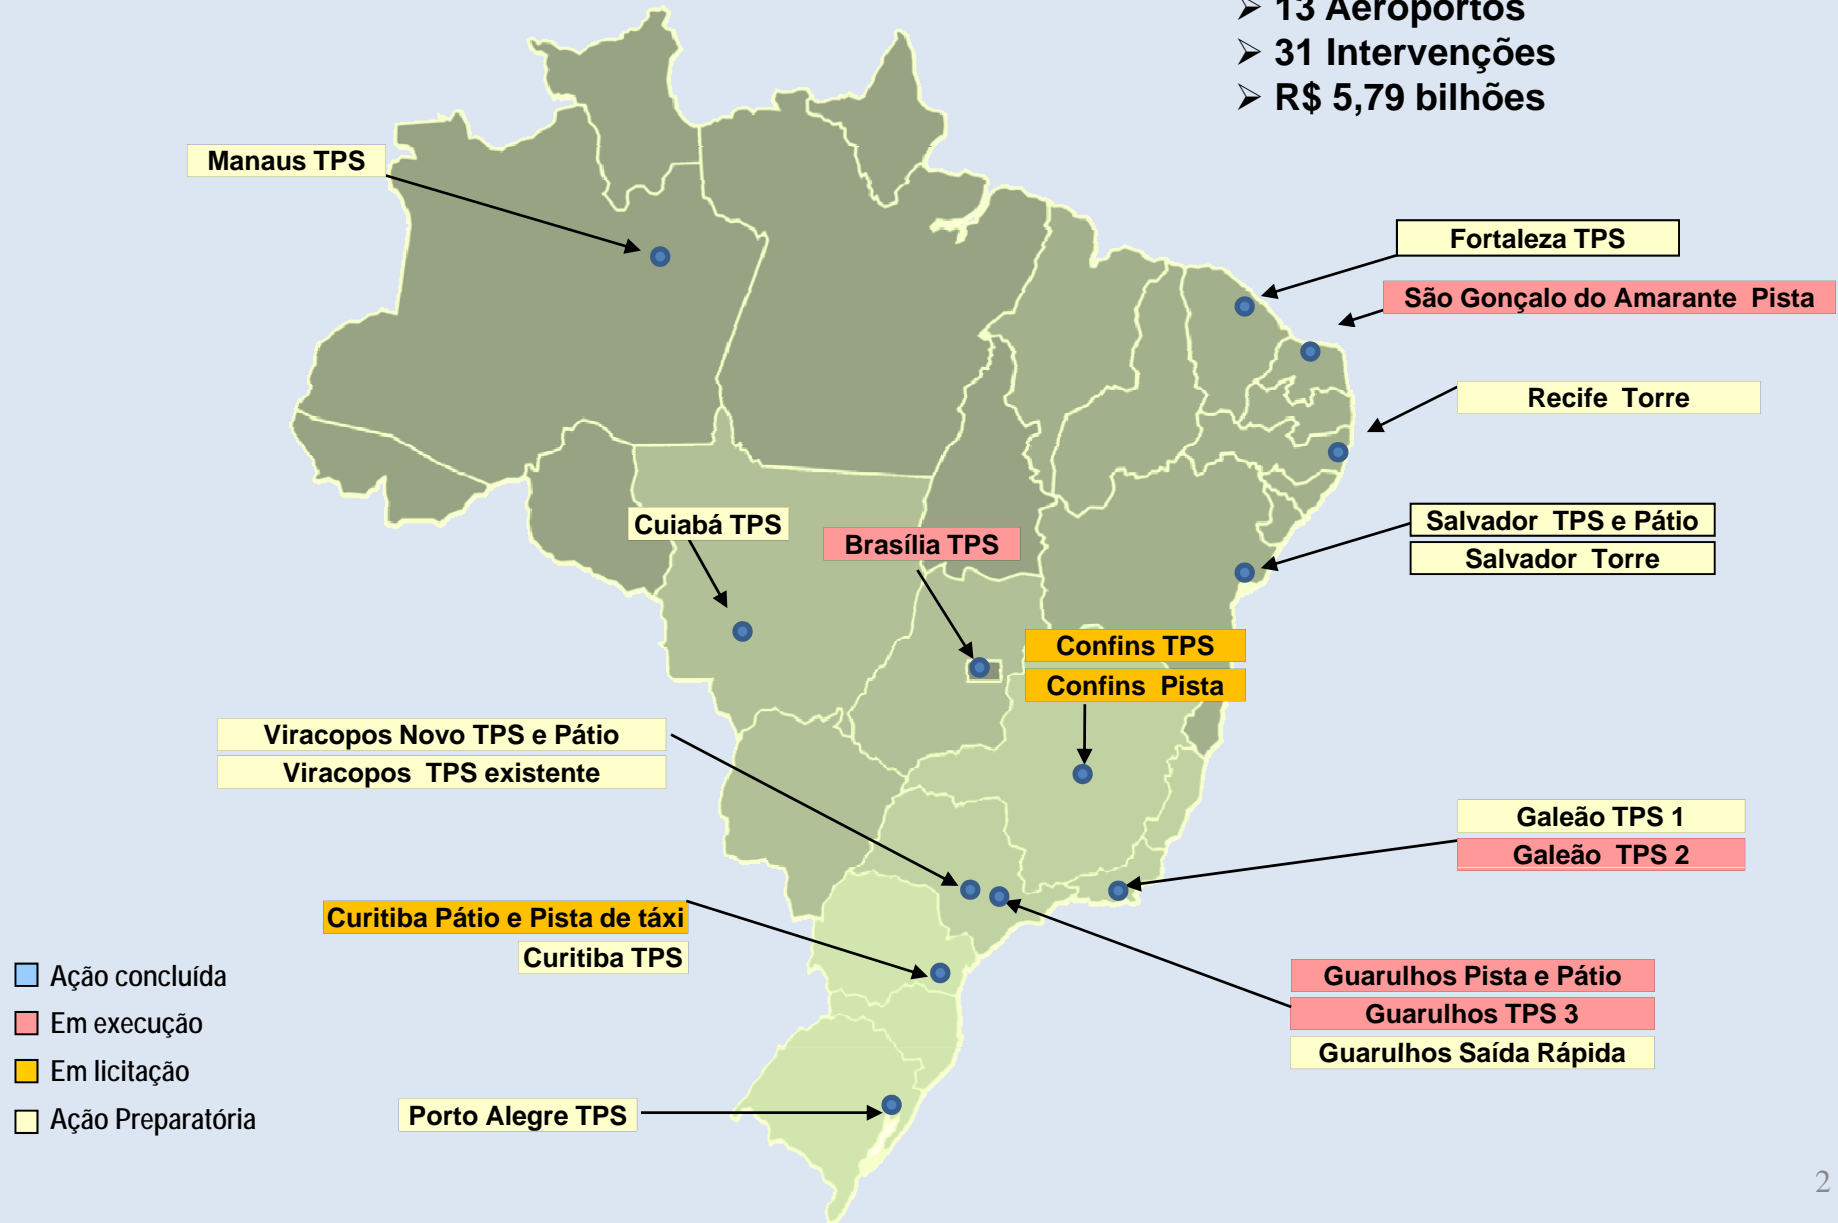 ➢ 13 Aeroportos
➢ 31 Intervenções
➢ R$ 5,79 bilhões
Manaus TPS
Fortaleza TPS
São Gonçalo do Amarante Pista
Recife Torre
Cuiabá TPS
Brasília TPS
Salvador TPS e Pátio
Salvador Torre
Confins TPS
Confins Pista
Viracopos Novo TPS e Pátio
Viracopos TPS existente
Galeão TPS 1
Galeão TPS 2
Curitiba Pátio e Pista de táxi
Curitiba TPS
Guarulhos Pista e Pátio
Guarulhos TPS 3
Guarulhos Saída Rápida
Porto Alegre TPS
Ação concluída
Em execução
Em licitação
Ação Preparatória
2